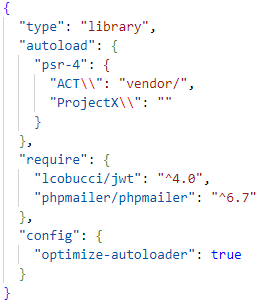 {
  "type": "library",
  "autoload": {
    "psr-4": {
      "ACT\\": "vendor/",
      "ProjectX\\": ""
    }
  },
  "require": {
    "lcobucci/jwt": "^4.0",
    "phpmailer/phpmailer": "^6.7"
  },
  "config": {
    "optimize-autoloader": true
  }
}